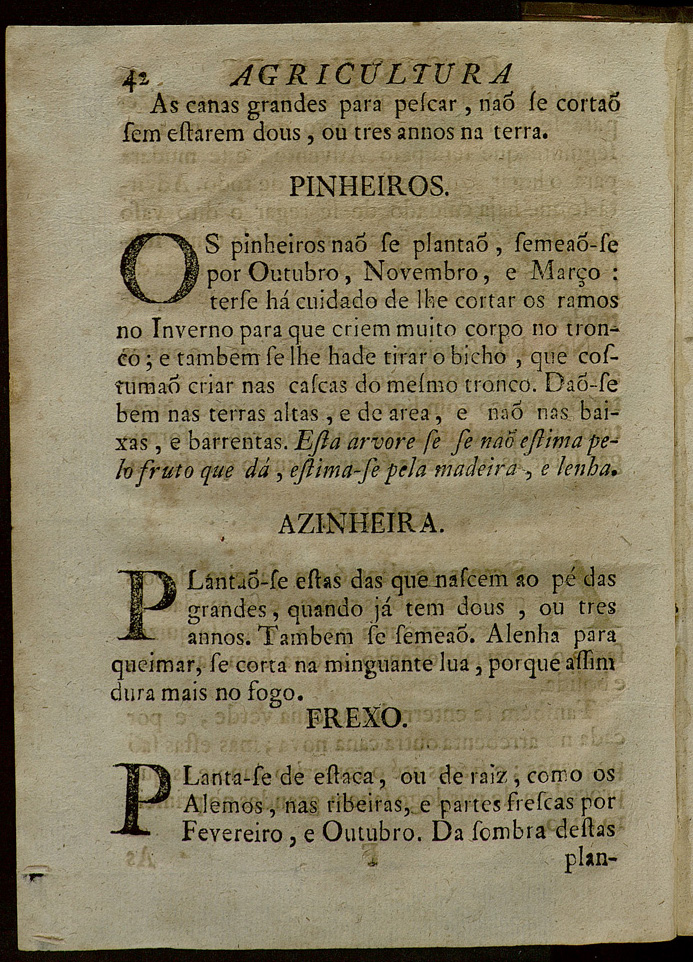 42 AGRICULTURA
As canas grandes para peſcar, naõ ſe cortaõ
ſem eſtarem dous, ou tres annos na terra.
PINHEIROS.
OS pinheiros naõ ſe plantaõ, ſemeaõ-ſe
por Outubro, Novembro, e Março:
terſe há cuidado de lhe cortar os ramos
no Inverno para que criem muito corpo no tron-
co; e tambem ſe lhe hade tirar o bicho, que coſ-
tumaõ criar nas caſcas do meſmo tronco. Daõ-ſe
bem nas terras altas, e de area, e naõ nas bai-
xas, e barrentas. Eſta arvore ſe ſe naõ eſtima pe-
lo fruto que dá, eſtima-ſe pela madeira, e lenha.
AZINHEIRA.
PLantaõ-ſe eſtas das que naſcem ao pé das
grandes, quando já tem dous, ou tres
annos. Tambem ſe ſemeaõ. Alenha para
queimar, ſe corta na minguante lua, porque aſſim
dura mais no fogo.
FREXO.
PLanta-ſe de eſtaca, ou de raiz, como os
Alemos, nas ribeiras, e partes freſcas por
Fevereiro, e Outubro. Da ſombra deſtas
plan-